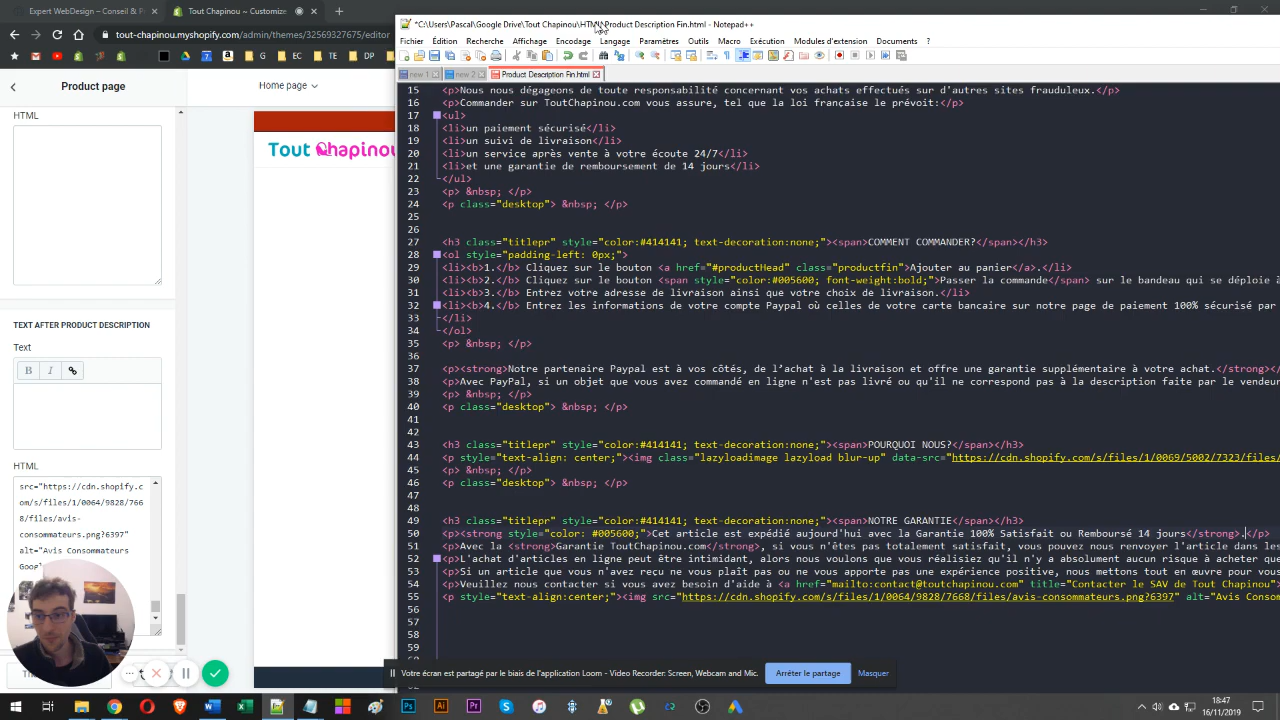 Expert WebDesign – Conseil & P
Tout Chapinou ~ Customize
tout-chapinou.myshopify.com/admin/themes/32569327675/editor
G EC
G TE
DP
Product page
Home page
HTML
Tout Chapinou
TEXT AFTER PRODUCT DESCRIPTION
Text
B I
HTML
src="https://cdn.shopify.c
om/s/files/1/0064/9828/766
8/files/avis-
consommateurs.png?6397"
alt="Avis Consommateurs
Goog
*C:\Users\Pascal\Google Drive\Tout Chapinou\HTML\Product Description Fin.html - Notepad++
Fichier Édition Recherche Affichage Encodage Langage Paramètres Outils Macro Exécution Modules d'extension Documents ?
new 1 new 2 Product Description Fin.html
15 <p>Nous nous dégageons de toute responsabilité concernant vos achats effectués sur d'autres sites frauduleux.</p>
16 <p>Commander sur ToutChapinou.com vous assure, tel que la loi française le prévoit:</p>
17 <ul>
18 <li>un paiement sécurisé</li>
19 <li>un suivi de livraison</li>
20 <li>un service après vente à votre écoute 24/7</li>
21 <li>et une garantie de remboursement de 14 jours</li>
22 </ul>
23 <p> &nbsp; </p>
24 <p class="desktop"> &nbsp; </p>
25
26
27 <h3 class="titlepr" style="color:#414141; text-decoration:none;"><span>COMMENT COMMANDER?</span></h3>
28 <ol style="padding-left: 0px;">
29 <li><b>1.</b> Cliquez sur le bouton <a href="#productHead" class="productfin">Ajouter au panier</a>.</li>
30 <li><b>2.</b> Cliquez sur le bouton <span style="color:#005600; font-weight:bold;">Passer la commande</span> sur le bandeau qui se déploie à
31 <li><b>3.</b> Entrez votre adresse de livraison ainsi que votre choix de livraison.</li>
32 <li><b>4.</b> Entrez les informations de votre compte Paypal où celles de votre carte bancaire sur notre page de paiement 100% sécurisé par
33 </li>
34 </ol>
35 <p> &nbsp; </p>
36
37 <p><strong>Notre partenaire Paypal est à vos côtés, de l’achat à la livraison et offre une garantie supplémentaire à votre achat.</strong></
38 <p>Avec PayPal, si un objet que vous avez commandé en ligne n'est pas livré ou qu'il ne correspond pas à la description faite par le vendeur
39 <p> &nbsp; </p>
40 <p class="desktop"> &nbsp; </p>
41
42
43 <h3 class="titlepr" style="color:#414141; text-decoration:none;"><span>POURQUOI NOUS?</span></h3>
44 <p style="text-align: center;"><img class="lazyloadimage lazyload blur-up" data-src="https://cdn.shopify.com/s/files/1/0069/5002/7323/files/
45 <p> &nbsp; </p>
46 <p class="desktop"> &nbsp; </p>
47
48
49 <h3 class="titlepr" style="color:#414141; text-decoration:none;"><span>NOTRE GARANTIE</span></h3>
50 <p><strong style="color: #005600;">Cet article est expédié aujourd'hui avec la Garantie 100% Satisfait ou Remboursé 14 jours</strong>.</p>
51 <p>Avec la <strong>Garantie ToutChapinou.com</strong>, si vous n'êtes pas totalement satisfait, vous pouvez nous renvoyer l'article dans les
52 <p>L'achat d'articles en ligne peut être intimidant, alors nous voulons que vous réalisiez qu'il n'y a absolument aucun risque à acheter que
53 <p>Si un article que vous n'avez reçu ne vous plaît pas ou ne vous apporte pas une expérience positive, nous mettons tout en œuvre pour vous
54 <p>Veuillez nous contacter si vous avez besoin d'aide à <a href="mailto:contact@toutchapinou.com" title="Contacter le SAV de Tout Chapinou"
55 <p style="text-align:center;"><img src="https://cdn.shopify.com/s/files/1/0064/9828/7668/files/avis-consommateurs.png?6397" alt="Avis Consom
56
57
58
59
Votre écran est partagé par le biais de l'application Loom – Video Recorder: Screen, Webcam and Mic.
Arrêter le partage
Masquer
18:47
16/11/2019